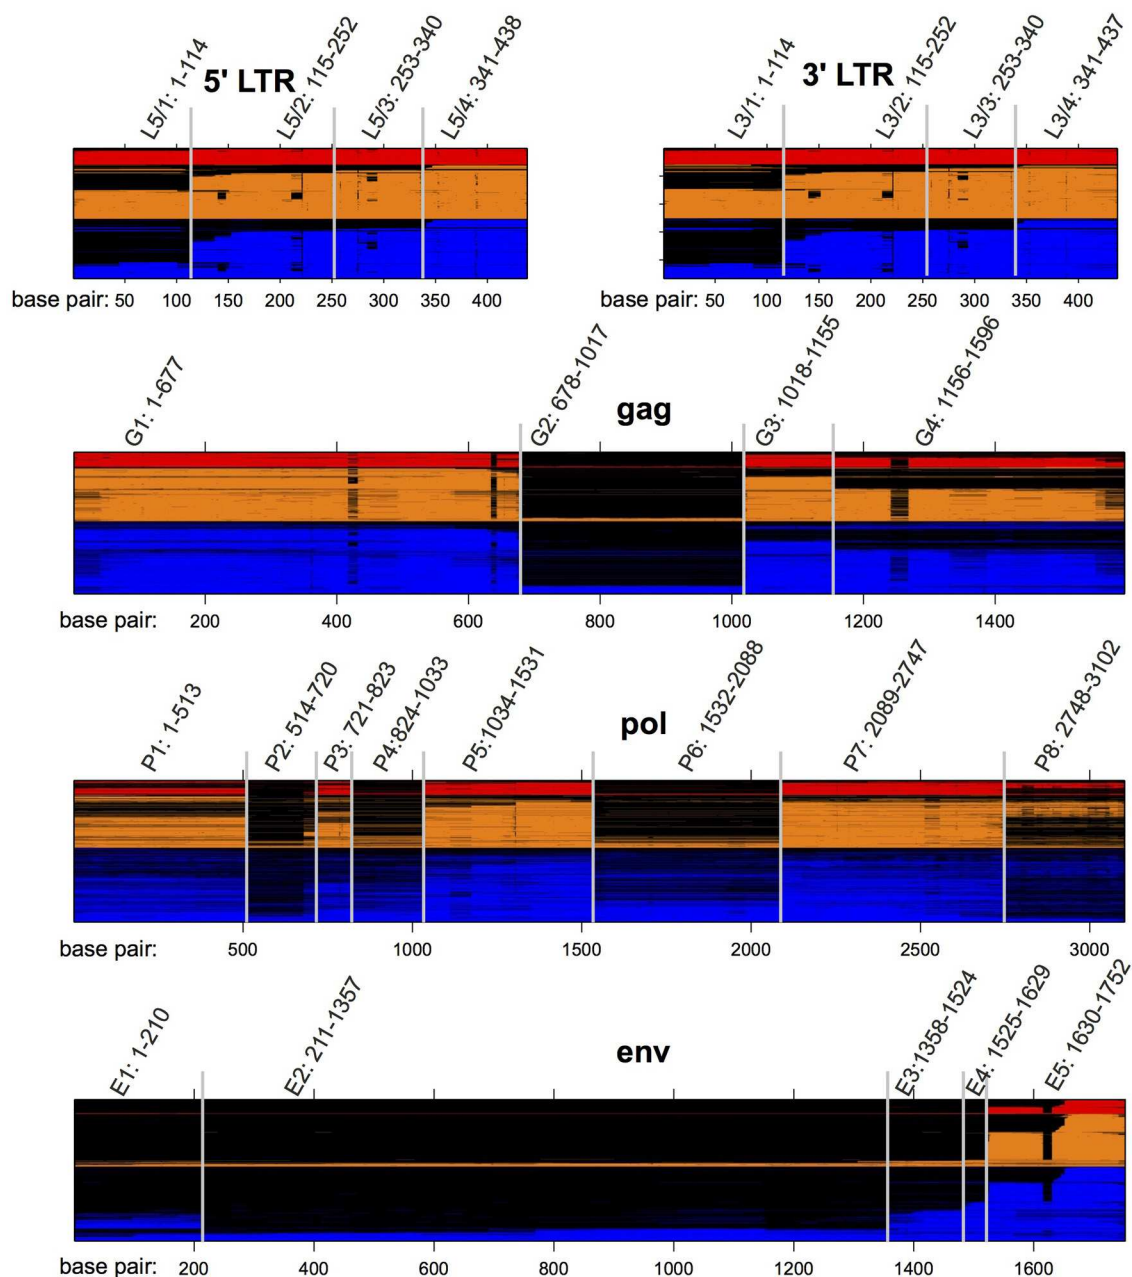 5' LTR
L5/1: 1-114
L5/2: 115-252
L5/3: 253-340
L5/4: 341-438
base pair: 50 100 150 200 250 300 350 400
3' LTR
L3/1: 1-114
L3/2: 115-252
L3/3: 253-340
L3/4: 341-437
50 100 150 200 250 300 350 400
gag
G1: 1-677
G2: 678-1017
G3: 1018-1155
G4: 1156-1596
base pair: 200 400 600 800 1000 1200 1400
pol
P1: 1-513
P2: 514-720
P3: 721-823
P4:824-1033
P5:1034-1531
P6: 1532-2088
P7: 2089-2747
P8: 2748-3102
base pair: 500 1000 1500 2000 2500 3000
env
E1: 1-210
E2: 211-1357
E3:1358-1524
E4: 1525-1629
E5: 1630-1752
base pair: 200 400 600 800 1000 1200 1400 1600